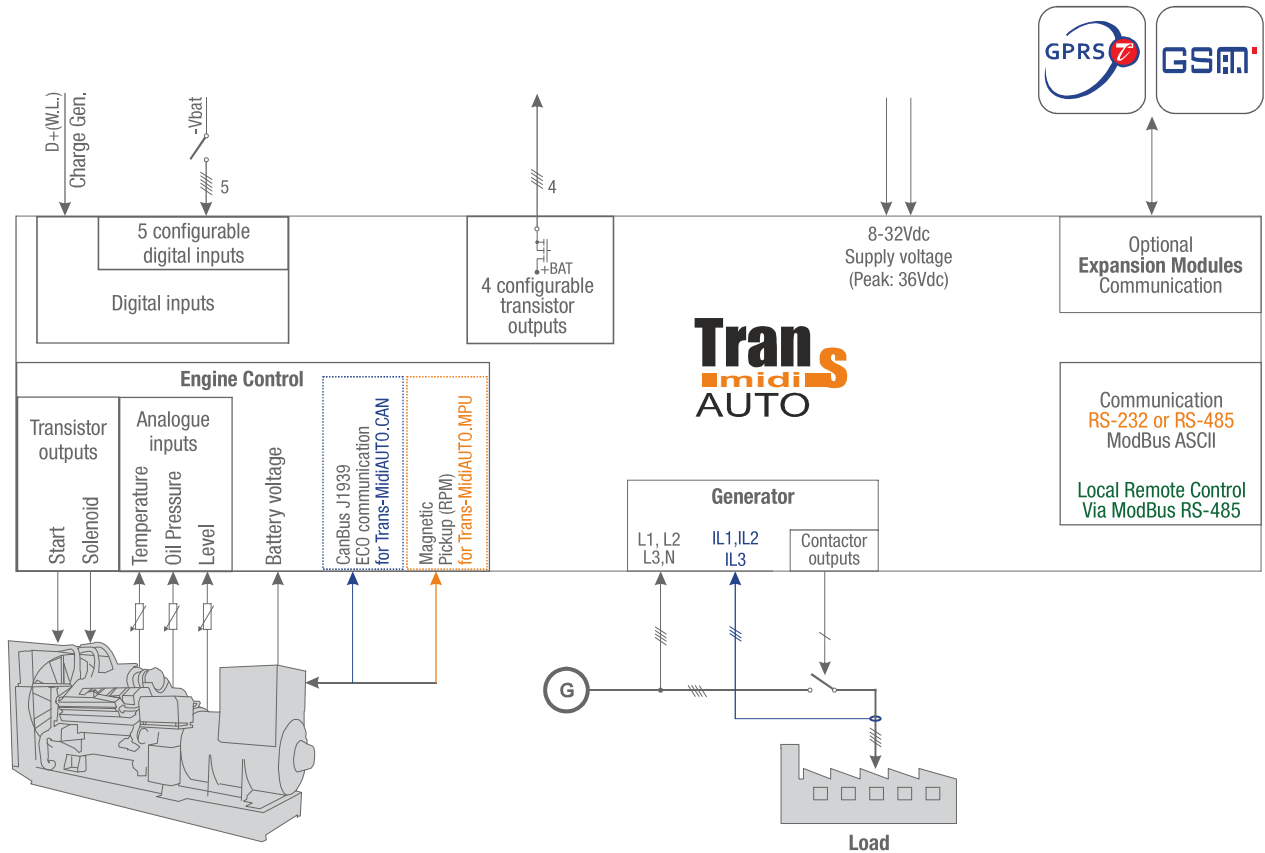 GPRS
GSM
D+(W.L.)
Charge Gen.
-Vbat
5
4
5 configurable
digital inputs
Digital inputs
+BAT
4 configurable
transistor
outputs
8-32Vdc
Supply voltage
(Peak: 36Vdc)
Optional
Expansion Modules
Communication
Trans
midi
AUTO
Engine Control
Transistor
outputs
Start
Solenoid
Analogue
inputs
Temperature
Oil Pressure
Level
Battery voltage
CanBus J1939
ECO communication
for Trans-MidiAUTO.CAN
Magnetic
Pickup (RPM)
for Trans-MidiAUTO.MPU
Communication
RS-232 or RS-485
ModBus ASCII
Local Remote Control
Via ModBus RS-485
Generator
L1, L2
L3,N
IL1,IL2
IL3
Contactor
outputs
G
Load